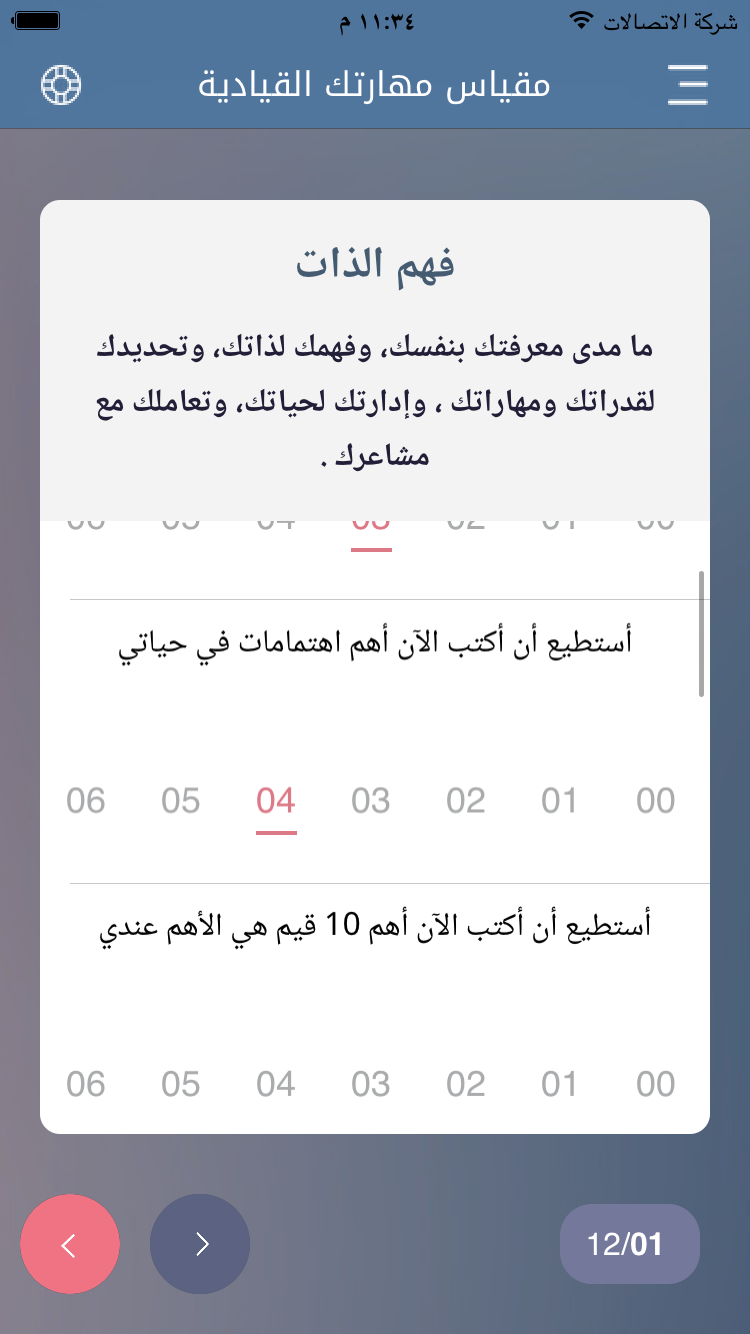 شركة الاتصالات ١١:٣٤ م
مقياس مهارتك القيادية
فهم الذات
ما مدى معرفتك بنفسك، وفهمك لذاتك، وتحديدك
لقدراتك ومهاراتك ، وإدارتك لحياتك، وتعاملك مع
مشاعرك .
00 01 02 03 04 05 06
أستطيع أن أكتب الآن أهم اهتمامات في حياتي
00 01 02 03 04 05 06
أستطيع أن أكتب الآن أهم 10 قيم هي الأهم عندي
00 01 02 03 04 05 06
12/01